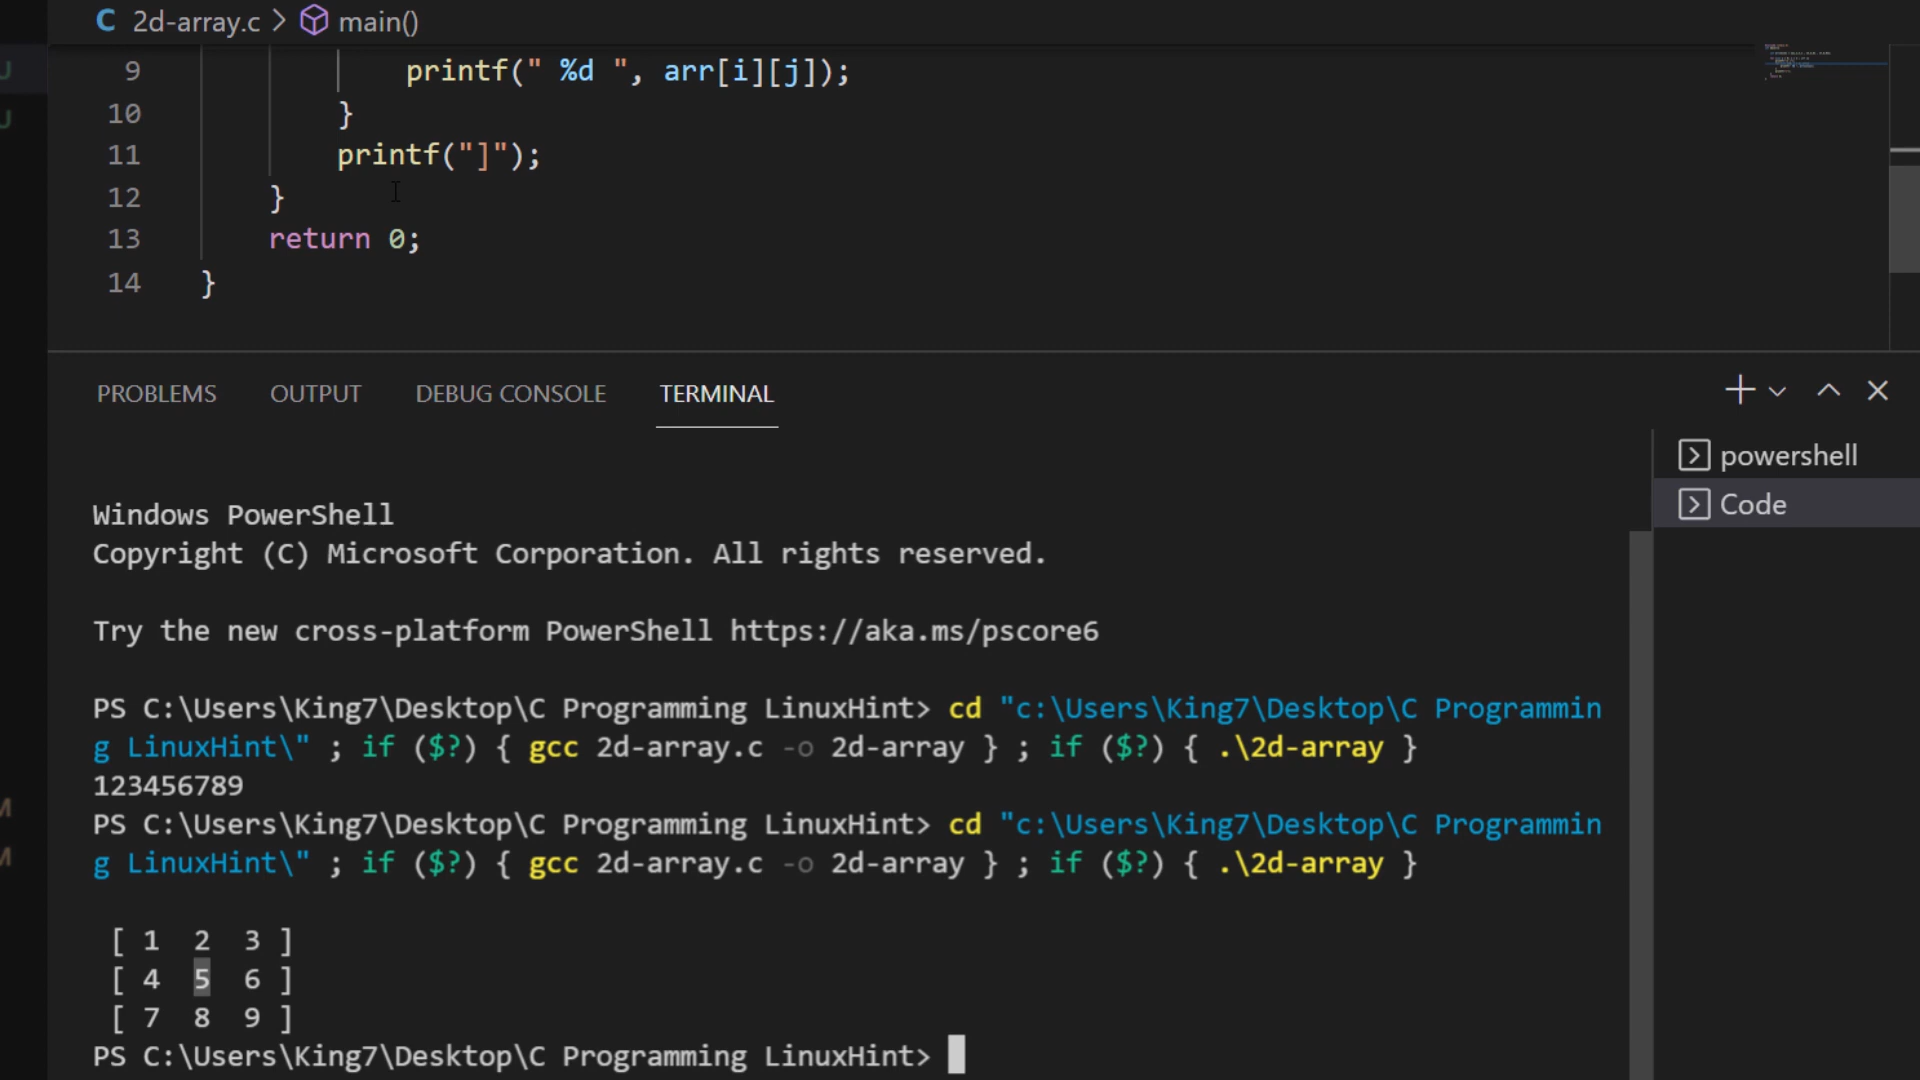 C 2d-array.c > main()
9 printf(" %d ", arr[i][j]);
10 }
11 printf("]");
12 }
13 return 0;
14 }
PROBLEMS OUTPUT DEBUG CONSOLE TERMINAL
powershell
Code
Windows PowerShell
Copyright (C) Microsoft Corporation. All rights reserved.
Try the new cross-platform PowerShell https://aka.ms/pscore6
PS C:\Users\King7\Desktop\C Programming LinuxHint> cd "c:\Users\King7\Desktop\C Programmin
g LinuxHint\" ; if ($?) { gcc 2d-array.c -o 2d-array } ; if ($?) { .\2d-array }
123456789
PS C:\Users\King7\Desktop\C Programming LinuxHint> cd "c:\Users\King7\Desktop\C Programmin
g LinuxHint\" ; if ($?) { gcc 2d-array.c -o 2d-array } ; if ($?) { .\2d-array }
[ 1 2 3 ]
[ 4 5 6 ]
[ 7 8 9 ]
PS C:\Users\King7\Desktop\C Programming LinuxHint>